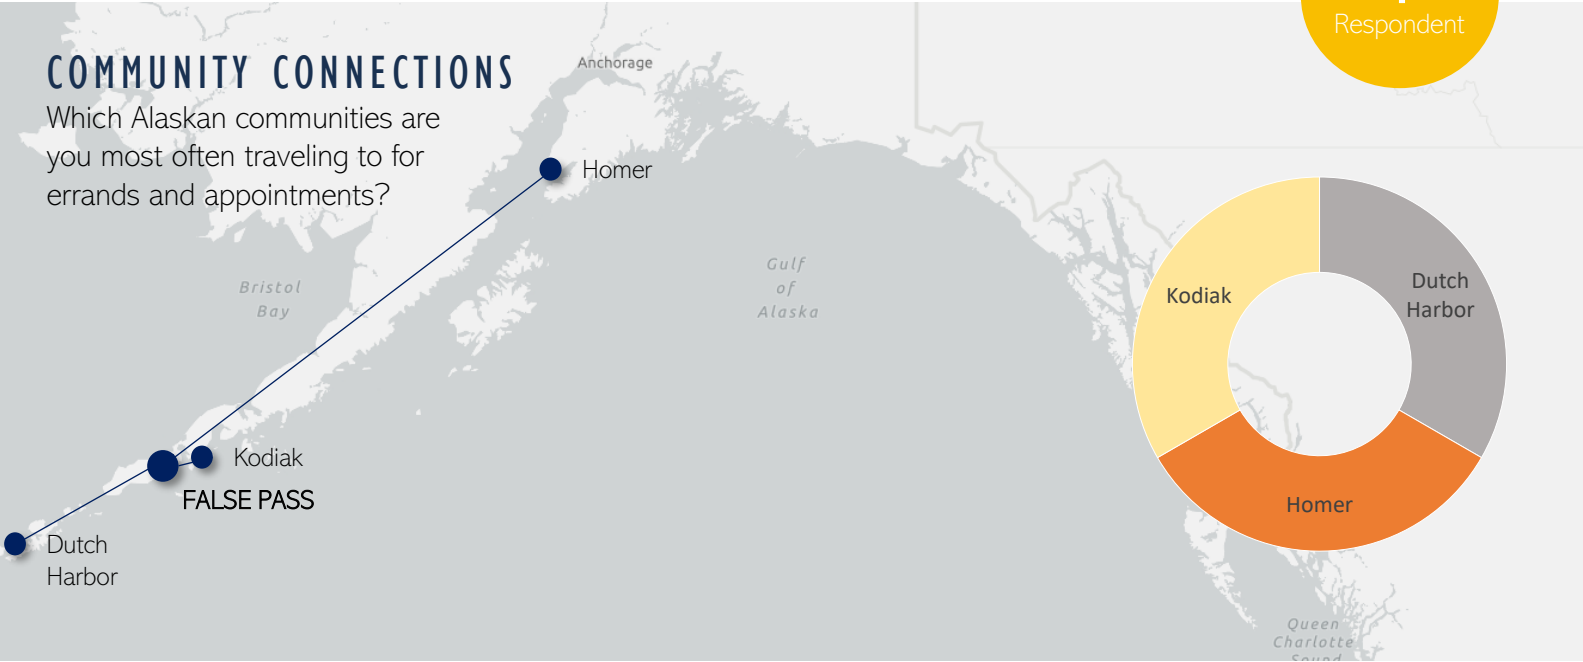 Respondent
COMMUNITY CONNECTIONS
Which Alaskan communities are
you most often traveling to for
errands and appointments?
Anchorage
Homer
Bristol
Bay
Gulf
of
Alaska
Kodiak
FALSE PASS
Dutch
Harbor
Kodiak
Dutch
Harbor
Homer
Queen
Charlotte
Sound